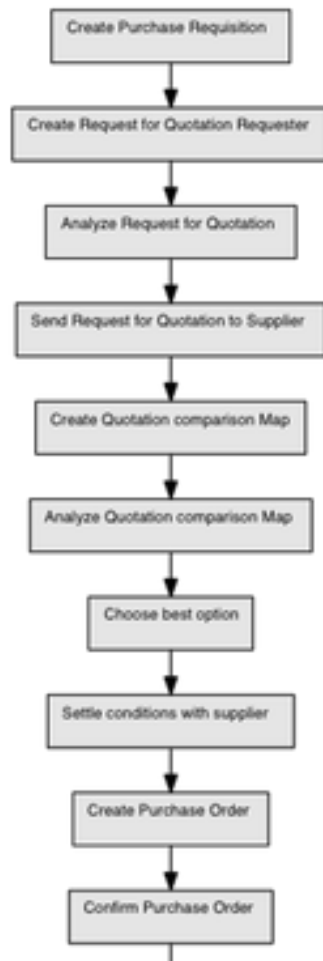 Create Purchase Requisition
Create Request for Quotation Requester
Analyze Request for Quotation
Send Request for Quotation to Supplier
Create Quotation comparison Map
Analyze Quotation comparison Map
Choose best option
Settle conditions with supplier
Create Purchase Order
Confirm Purchase Order